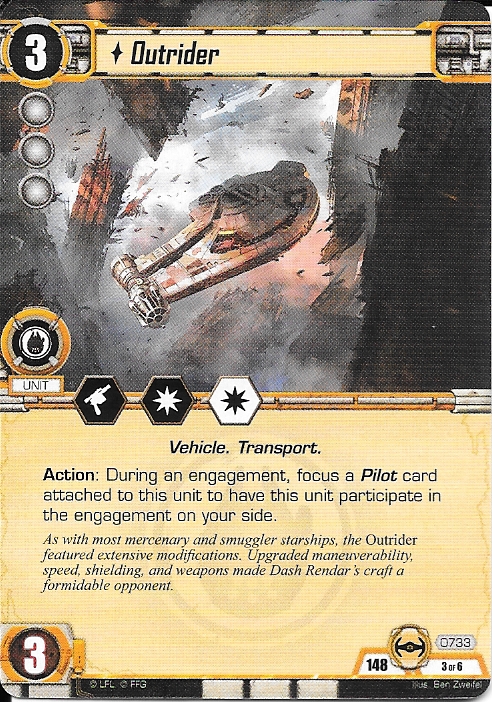 3
Outrider
UNIT
Vehicle. Transport.
Action: During an engagement, focus a Pilot card
attached to this unit to have this unit participate in
the engagement on your side.
As with most mercenary and smuggler starships, the Outrider
featured extensive modifications. Upgraded maneuverability,
speed, shielding, and weapons made Dash Rendar's craft a
formidable opponent.
3
0733
148
3 OF 6
© LFL © FFG
Illus. Ben Zweifel